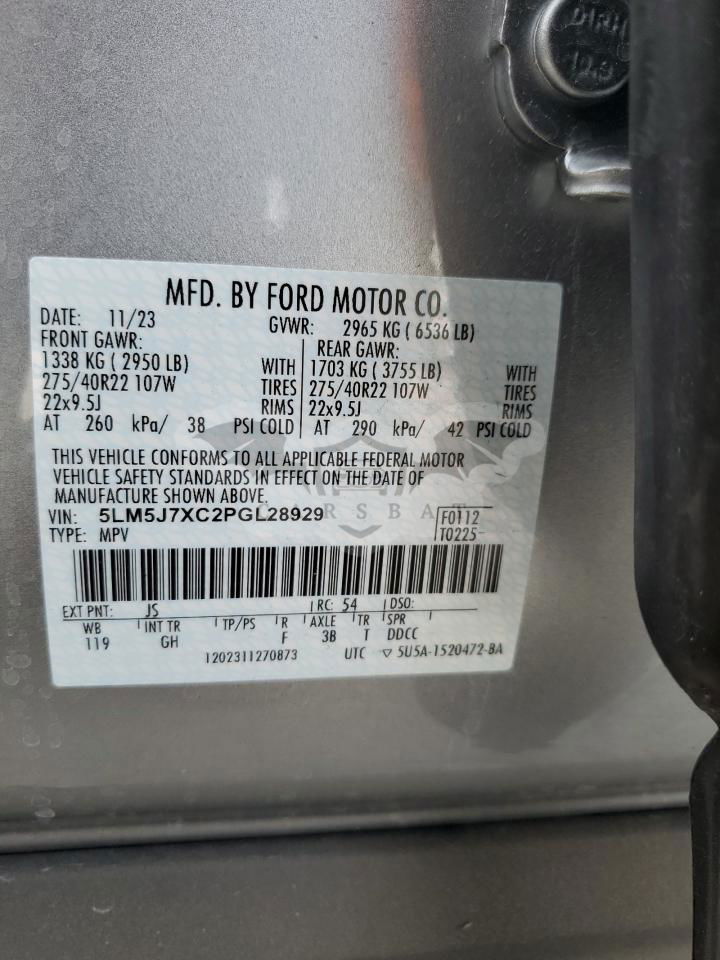 DIRH
10.9
MFD. BY FORD MOTOR CO.
DATE: 11/23 GVWR: 2965 KG ( 6536 LB)
FRONT GAWR: REAR GAWR:
1338 KG ( 2950 LB) WITH 1703 KG ( 3755 LB) WITH
275/40R22 107W TIRES 275/40R22 107W TIRES
22x9.5J RIMS 22x9.5J RIMS
AT 260 kPa/ 38 PSI COLD AT 290 kPa/ 42 PSI COLD
THIS VEHICLE CONFORMS TO ALL APPLICABLE FEDERAL MOTOR
VEHICLE SAFETY STANDARDS IN EFFECT ON THE DATE OF
MANUFACTURE SHOWN ABOVE.
CARSBAT
VIN: 5LM5J7XC2PGL28929 F0112
TYPE: MPV T0225-
EXT PNT: JS RC: 54 DSO:
WB INT TR TP/PS R AXLE TR SPR
119 GH F 3B T DDCC
1202311270873 UTC ▽ 5U5A-1520472-BA